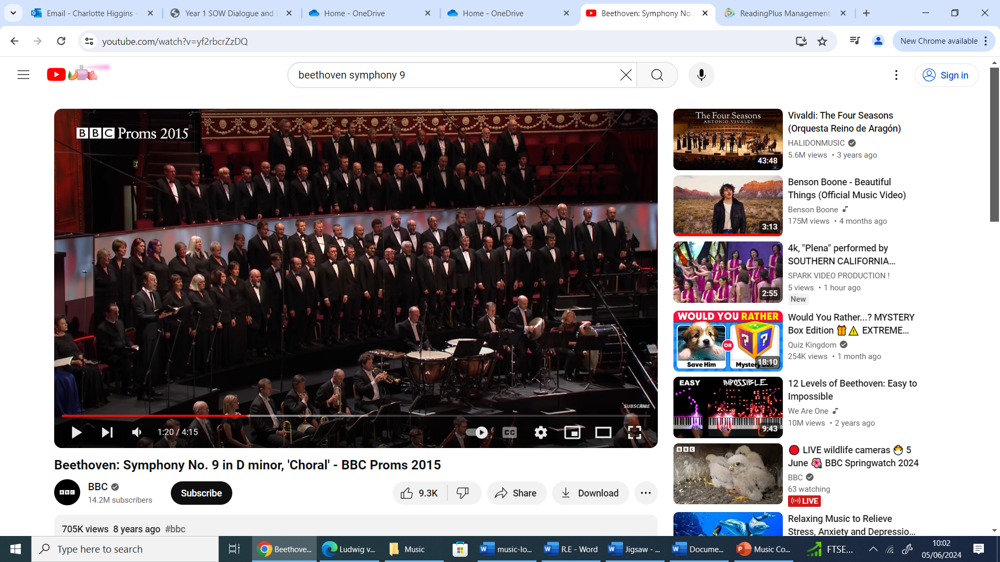 Email - Charlotte Higgins -
Year 1 SOW Dialogue and
Home - OneDrive
Home - OneDrive
Beethoven: Symphony No.
ReadingPlus Management
youtube.com/watch?v=yf2rbcrZzDQ
New Chrome available
beethoven symphony 9
Sign in
BBC Proms 2015
SUBSCRIBE
1:20 / 4:15
CC
Beethoven: Symphony No. 9 in D minor, 'Choral' - BBC Proms 2015
BBC
BBC
14.2M subscribers
Subscribe
9.3K
Share
Download
705K views 8 years ago #bbc
The Four Seasons
ANTONIO VIVALDI
43:48
Vivaldi: The Four Seasons
(Orquesta Reino de Aragón)
HALIDONMUSIC
5.6M views • 3 years ago
3:13
Benson Boone - Beautiful
Things (Official Music Video)
Benson Boone
175M views • 4 months ago
2:55
4k, "Plena" performed by
SOUTHERN CALIFORNIA...
SPARK VIDEO PRODUCTION !
5 views • 1 hour ago
New
WOULD YOU RATHER
OR
Save Him
Mystery Box
18:10
Would You Rather...? MYSTERY
Box Edition 🎁⚠️ EXTREME...
Quiz Kingdom
254K views • 1 month ago
EASY
IMPOSSIBLE
9:43
12 Levels of Beethoven: Easy to
Impossible
We Are One
10M views • 2 years ago
BBC
🔴 LIVE wildlife cameras 🐣 5
June 🌺 BBC Springwatch 2024
BBC
63 watching
LIVE
Relaxing Music to Relieve
Stress, Anxiety and Depressio...
Type here to search
Beethove...
Ludwig v...
Music
music-lo...
R.E - Word
Jigsaw - ...
Docume...
Music Co...
FTSE...
10:02
05/06/2024